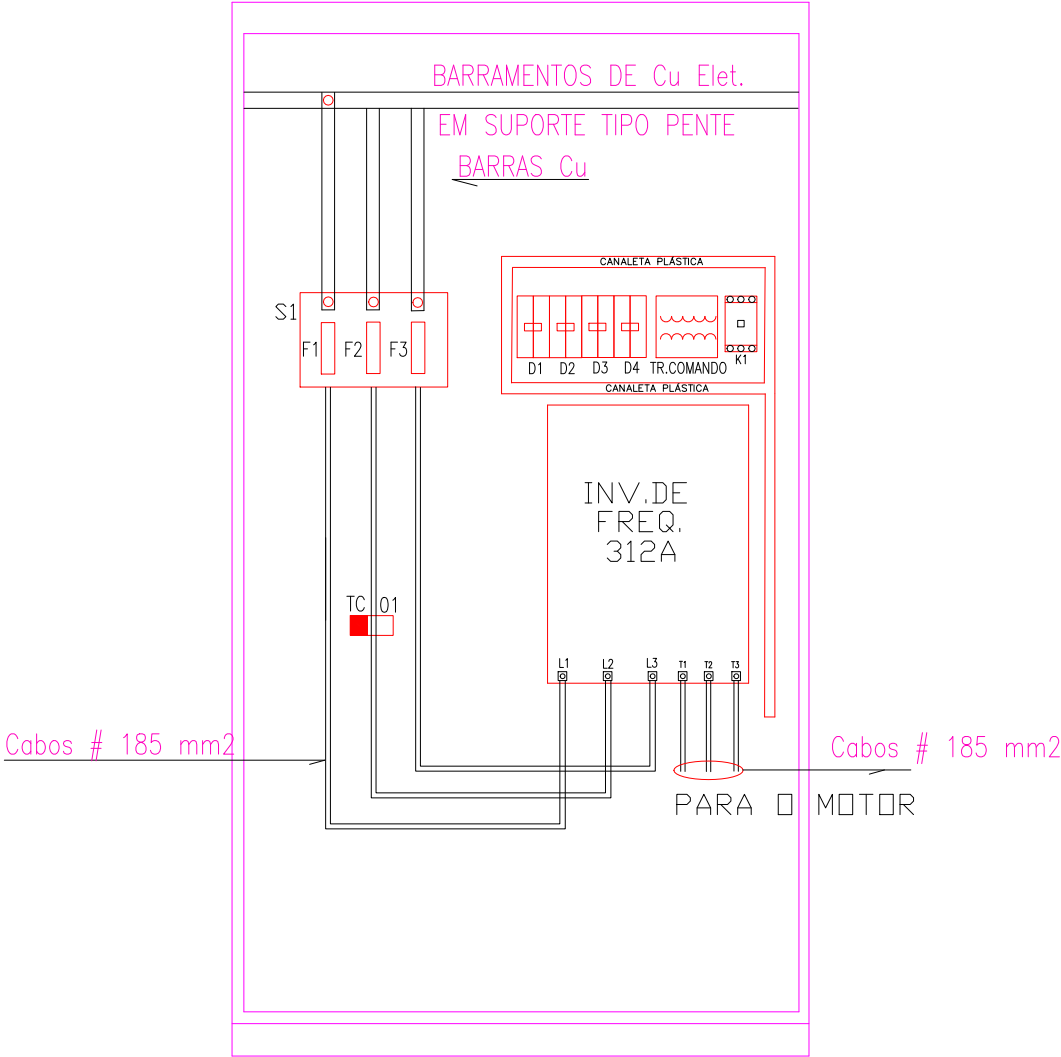 BARRAMENTOS DE Cu Elet.
EM SUPORTE TIPO PENTE
BARRAS Cu
CANALETA PLÁSTICA
S1
F1 F2 F3
D1 D2 D3 D4 TR.COMANDO K1
CANALETA PLÁSTICA
INV.DE
FREQ.
312A
TC 01
L1 L2 L3 T1 T2 T3
Cabos # 185 mm2
Cabos # 185 mm2
PARA O MOTOR